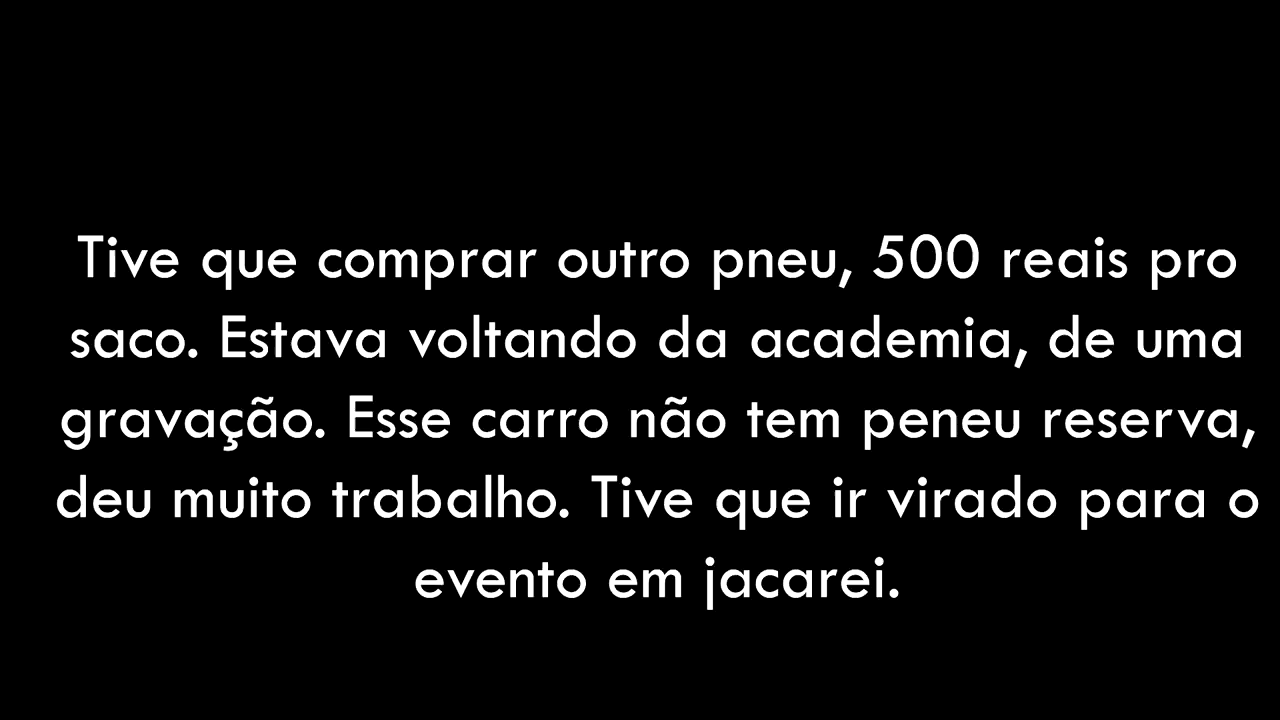 Tive que comprar outro pneu, 500 reais pro
saco. Estava voltando da academia, de uma
gravação. Esse carro não tem peneu reserva,
deu muito trabalho. Tive que ir virado para o
evento em jacarei.